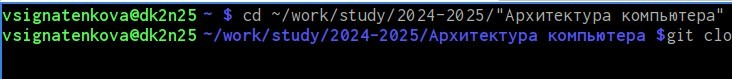 vsignatenkova@dk2n25 ~ $ cd ~/work/study/2024-2025/"Архитектура компьютера"
vsignatenkova@dk2n25 ~/work/study/2024-2025/Архитектура компьютера $git clo